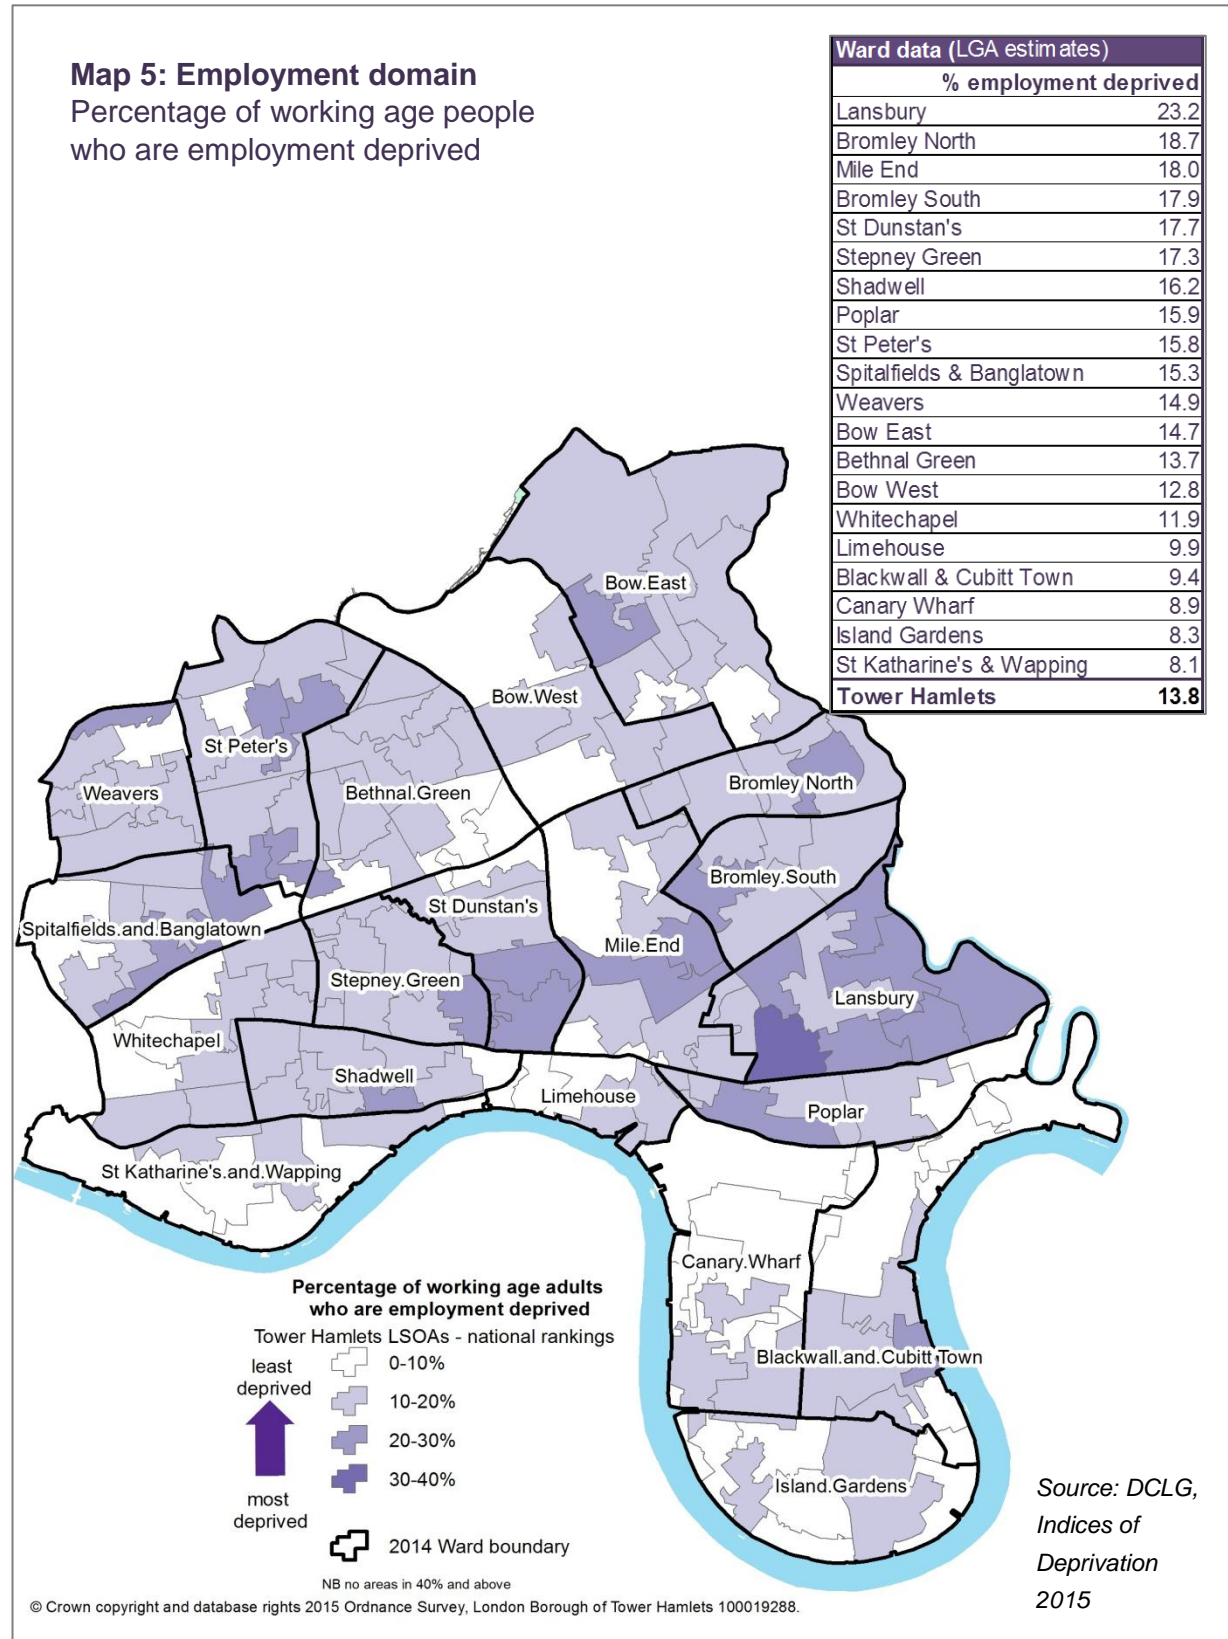 Map 5: Employment domain
Percentage of working age people
who are employment deprived
Ward data (LGA estimates)
% employment deprived
Lansbury 23.2
Bromley North 18.7
Mile End 18.0
Bromley South 17.9
St Dunstan's 17.7
Stepney Green 17.3
Shadwell 16.2
Poplar 15.9
St Peter's 15.8
Spitalfields & Banglatown 15.3
Weavers 14.9
Bow East 14.7
Bethnal Green 13.7
Bow West 12.8
Whitechapel 11.9
Limehouse 9.9
Blackwall & Cubitt Town 9.4
Canary Wharf 8.9
Island Gardens 8.3
St Katharine's & Wapping 8.1
Tower Hamlets 13.8
Bow.East
Bow.West
St Peter's
Weavers
Bethnal.Green
Bromley North
Bromley.South
St Dunstan's
Spitalfields.and.Banglatown
Mile.End
Stepney.Green
Lansbury
Whitechapel
Shadwell
Limehouse
Poplar
St Katharine's.and.Wapping
Canary.Wharf
Blackwall.and.Cubitt Town
Island.Gardens
Percentage of working age adults
who are employment deprived
Tower Hamlets LSOAs - national rankings
least
deprived
most
deprived
0-10%
10-20%
20-30%
30-40%
2014 Ward boundary
NB no areas in 40% and above
Source: DCLG,
Indices of
Deprivation
2015
© Crown copyright and database rights 2015 Ordnance Survey, London Borough of Tower Hamlets 100019288.